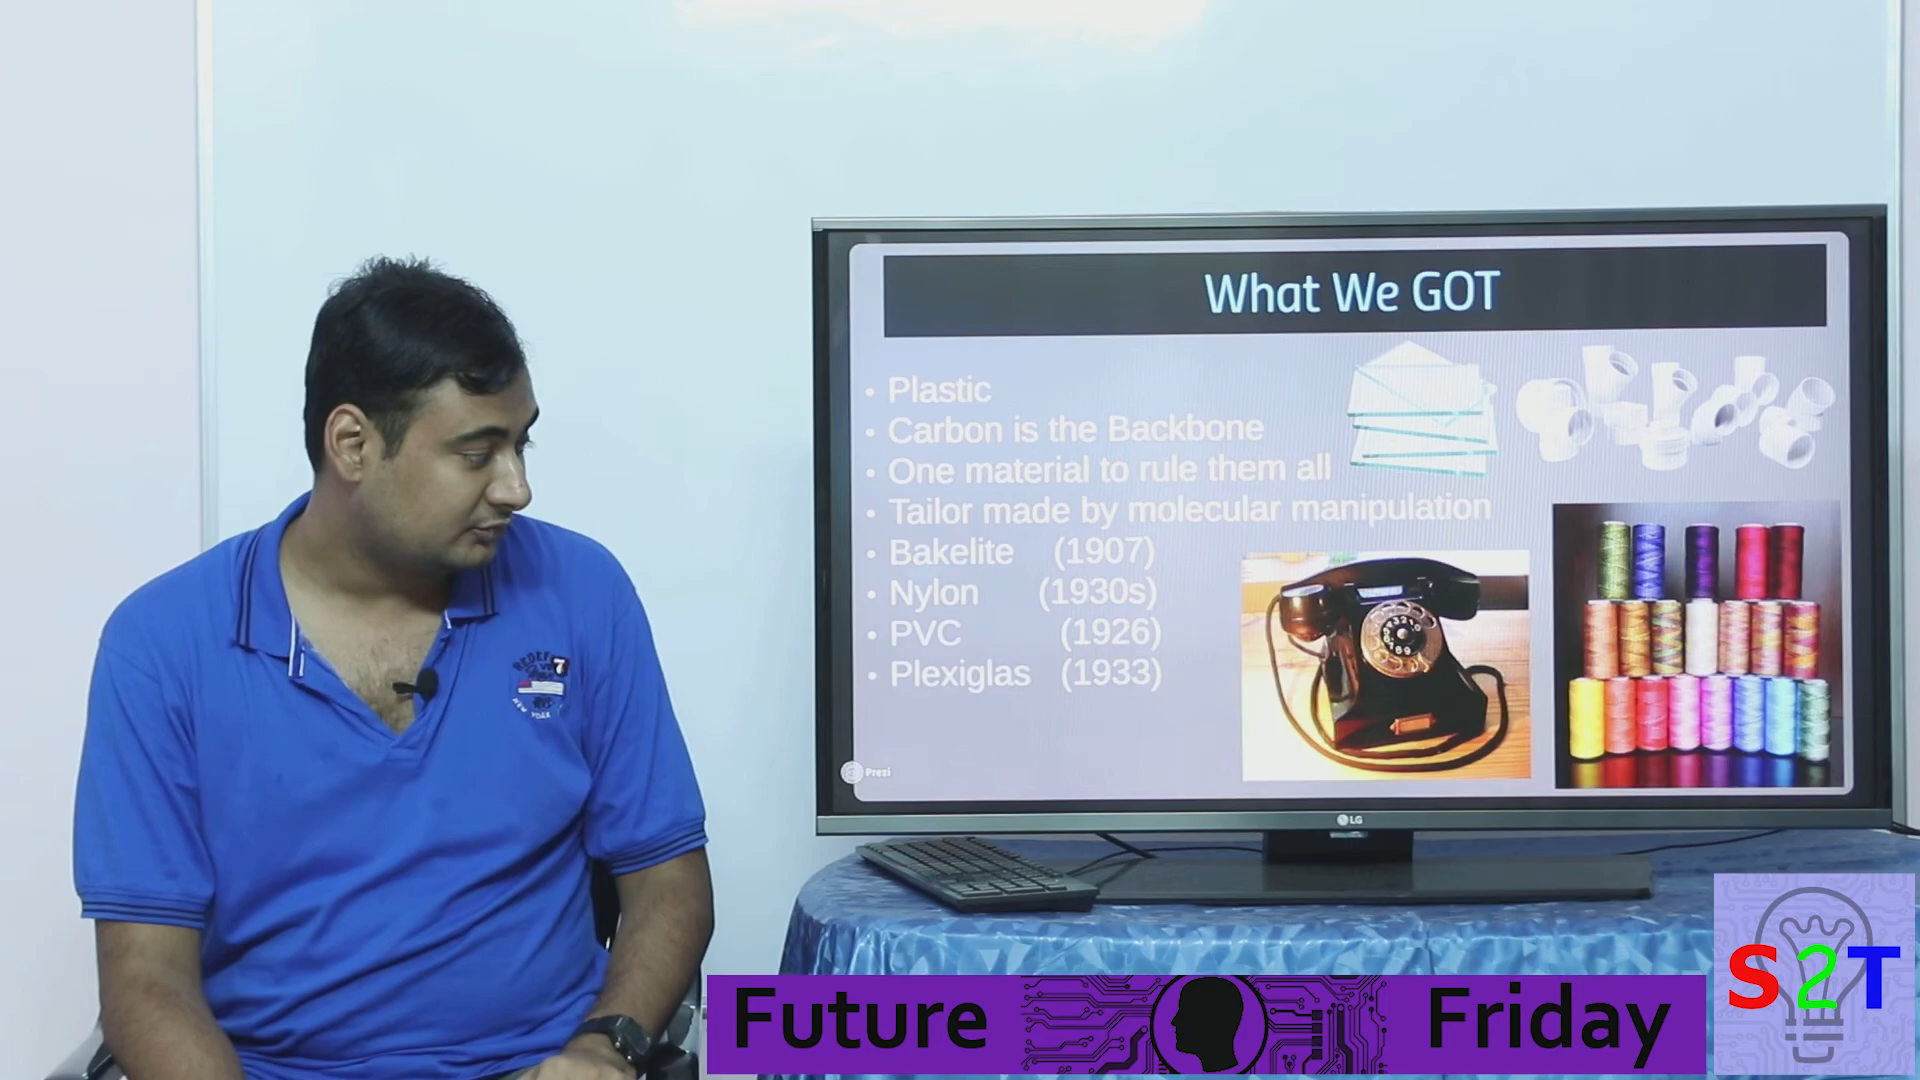 What We GOT
• Plastic
• Carbon is the Backbone
• One material to rule them all
• Tailor made by molecular manipulation
• Bakelite (1907)
• Nylon (1930s)
• PVC (1926)
• Plexiglas (1933)
Prezi
LG
7
Future Friday
S2T